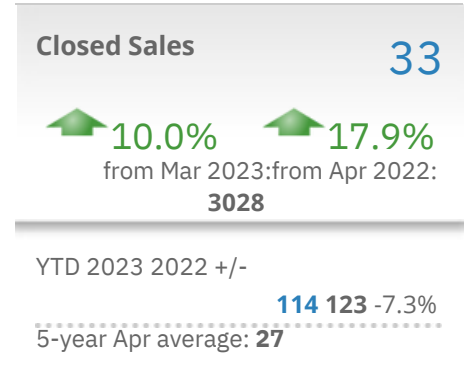 Closed Sales 33
10.0% 17.9%
from Mar 2023:from Apr 2022:
3028
YTD 2023 2022 +/-
114 123 -7.3%
5-year Apr average: 27